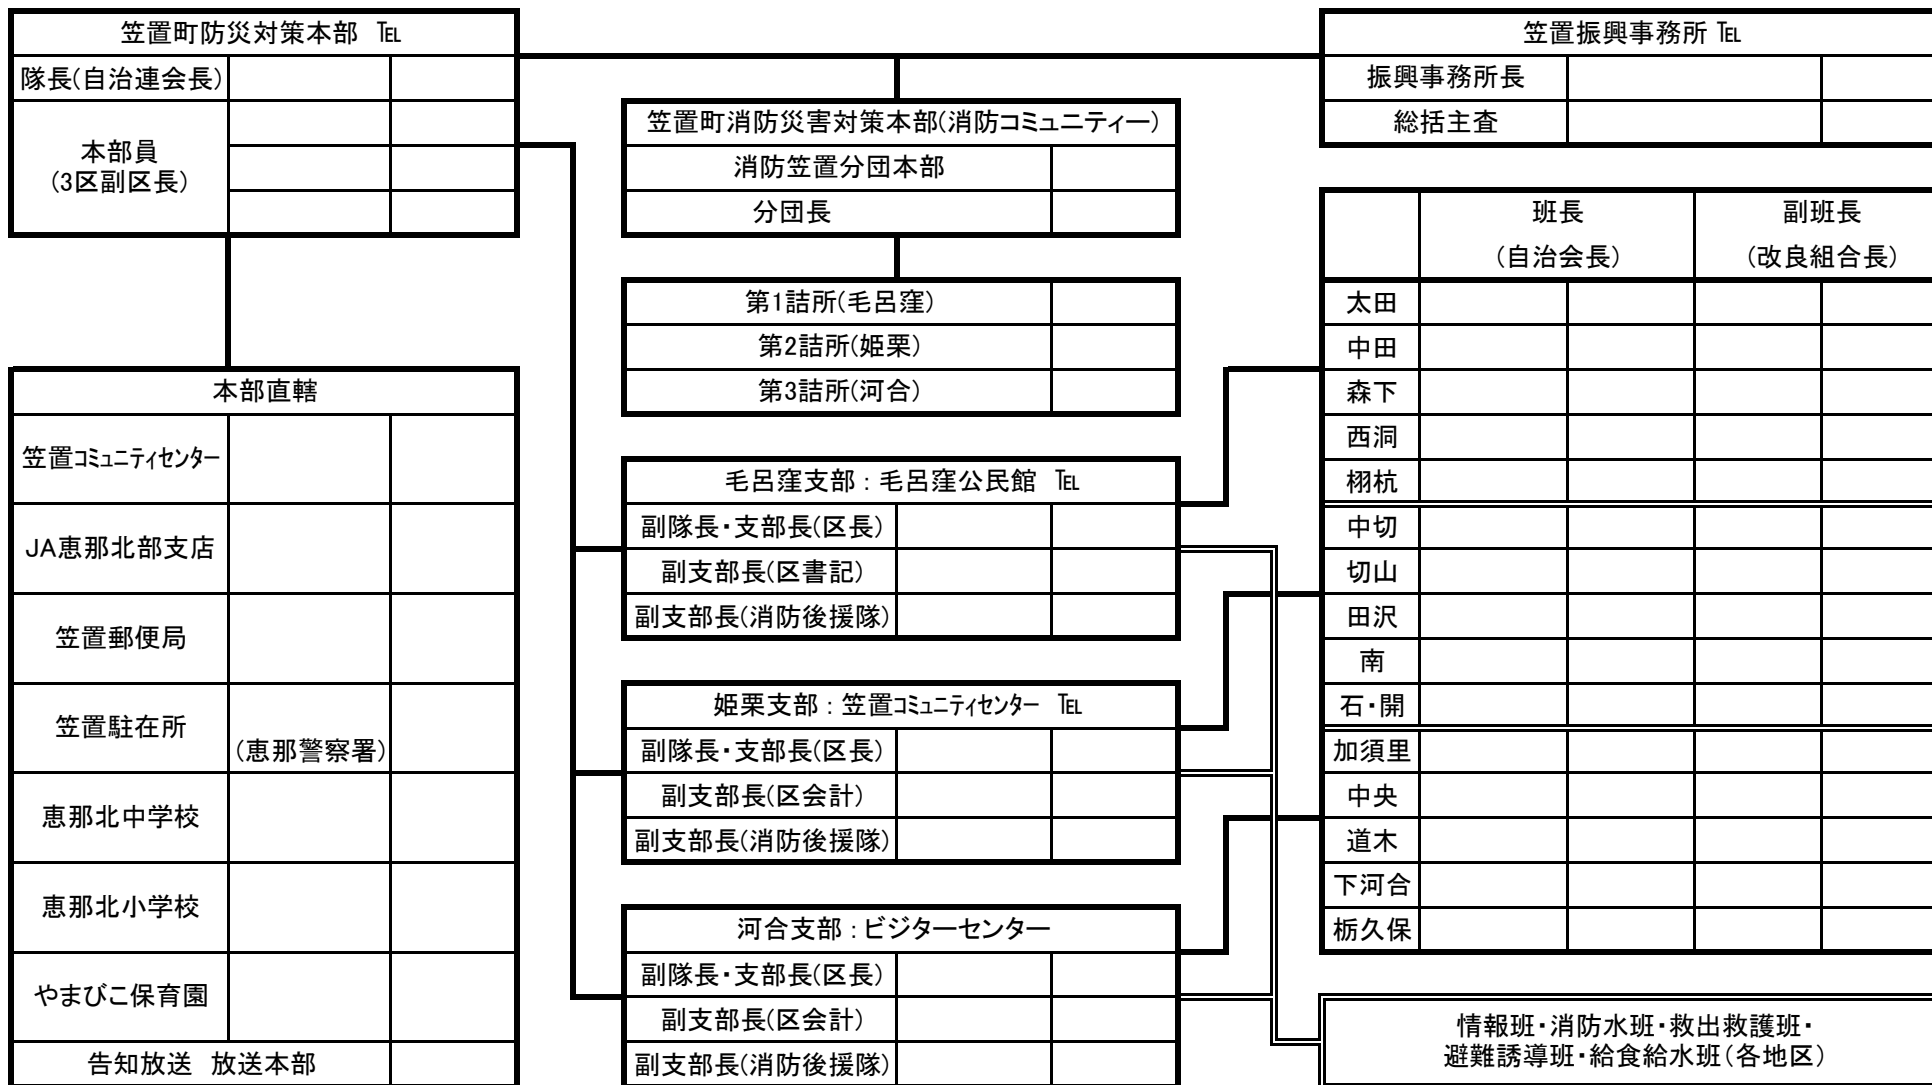 笠置町防災対策本部 ℡
隊長(自治連会長)
本部員
(3区副区長)
本部直轄
笠置コミュニティセンター
JA恵那北部支店
笠置郵便局
笠置駐在所
(恵那警察署)
恵那北中学校
恵那北小学校
やまびこ保育園
告知放送 放送本部
笠置町消防災害対策本部(消防コミュニティー)
消防笠置分団本部
分団長
第1詰所(毛呂窪)
第2詰所(姫栗)
第3詰所(河合)
毛呂窪支部:毛呂窪公民館 ℡
副隊長・支部長(区長)
副支部長(区書記)
副支部長(消防後援隊)
姫栗支部:笠置コミュニティセンター ℡
副隊長・支部長(区長)
副支部長(区会計)
副支部長(消防後援隊)
河合支部:ビジターセンター
副隊長・支部長(区長)
副支部長(区会計)
副支部長(消防後援隊)
笠置振興事務所 ℡
振興事務所長
総括主査
班長 副班長
(自治会長) (改良組合長)
太田
中田
森下
西洞
栩杭
中切
切山
田沢
南
石・開
加須里
中央
道木
下河合
栃久保
情報班・消防水班・救出救護班・
避難誘導班・給食給水班(各地区)